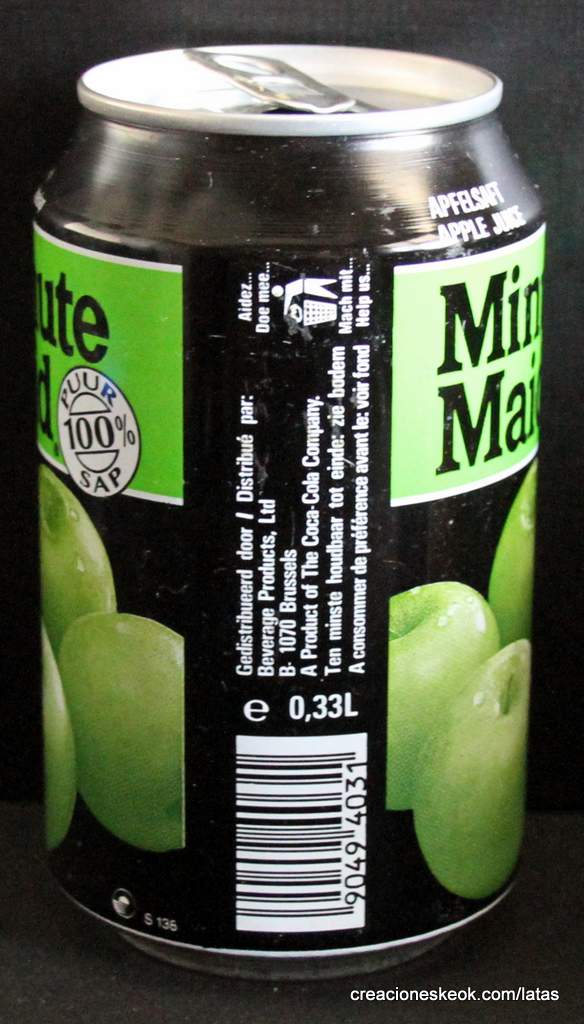 APFELSAFT
APPLE JUICE
ute
d
PUUR
100%
SAP
Min
Maid
Aidez...
Doe mee...
Mach mit...
Help us...
Gedistribueerd door / Distribué par:
Beverage Products, Ltd
B- 1070 Brussels
A Product of The Coca-Cola Company.
Ten minste houdbaar tot einde: zie bodem
A consommer de préférence avant le: voir fond
e 0,33L
9049 4031
S 136
creacioneskeok.com/latas